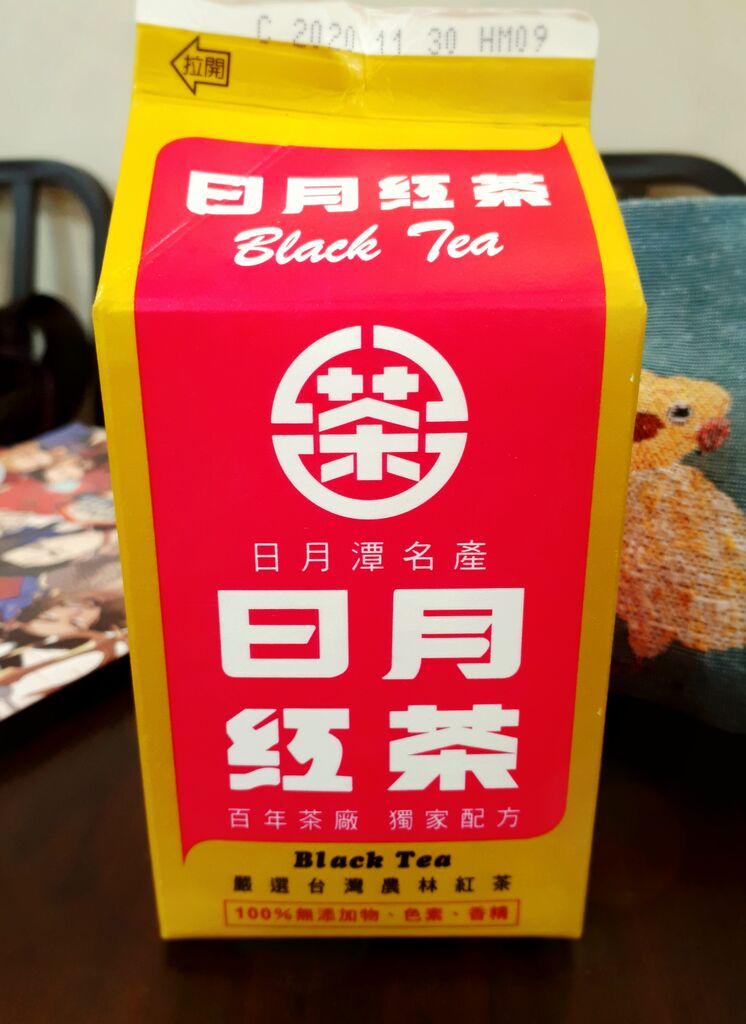 C 2020 11 30 HM09
拉開
日月紅茶
Black Tea
茶
日月潭名產
日月
紅茶
百年茶廠 獨家配方
Black Tea
嚴選台灣農林紅茶
100%無添加物、色素、香精